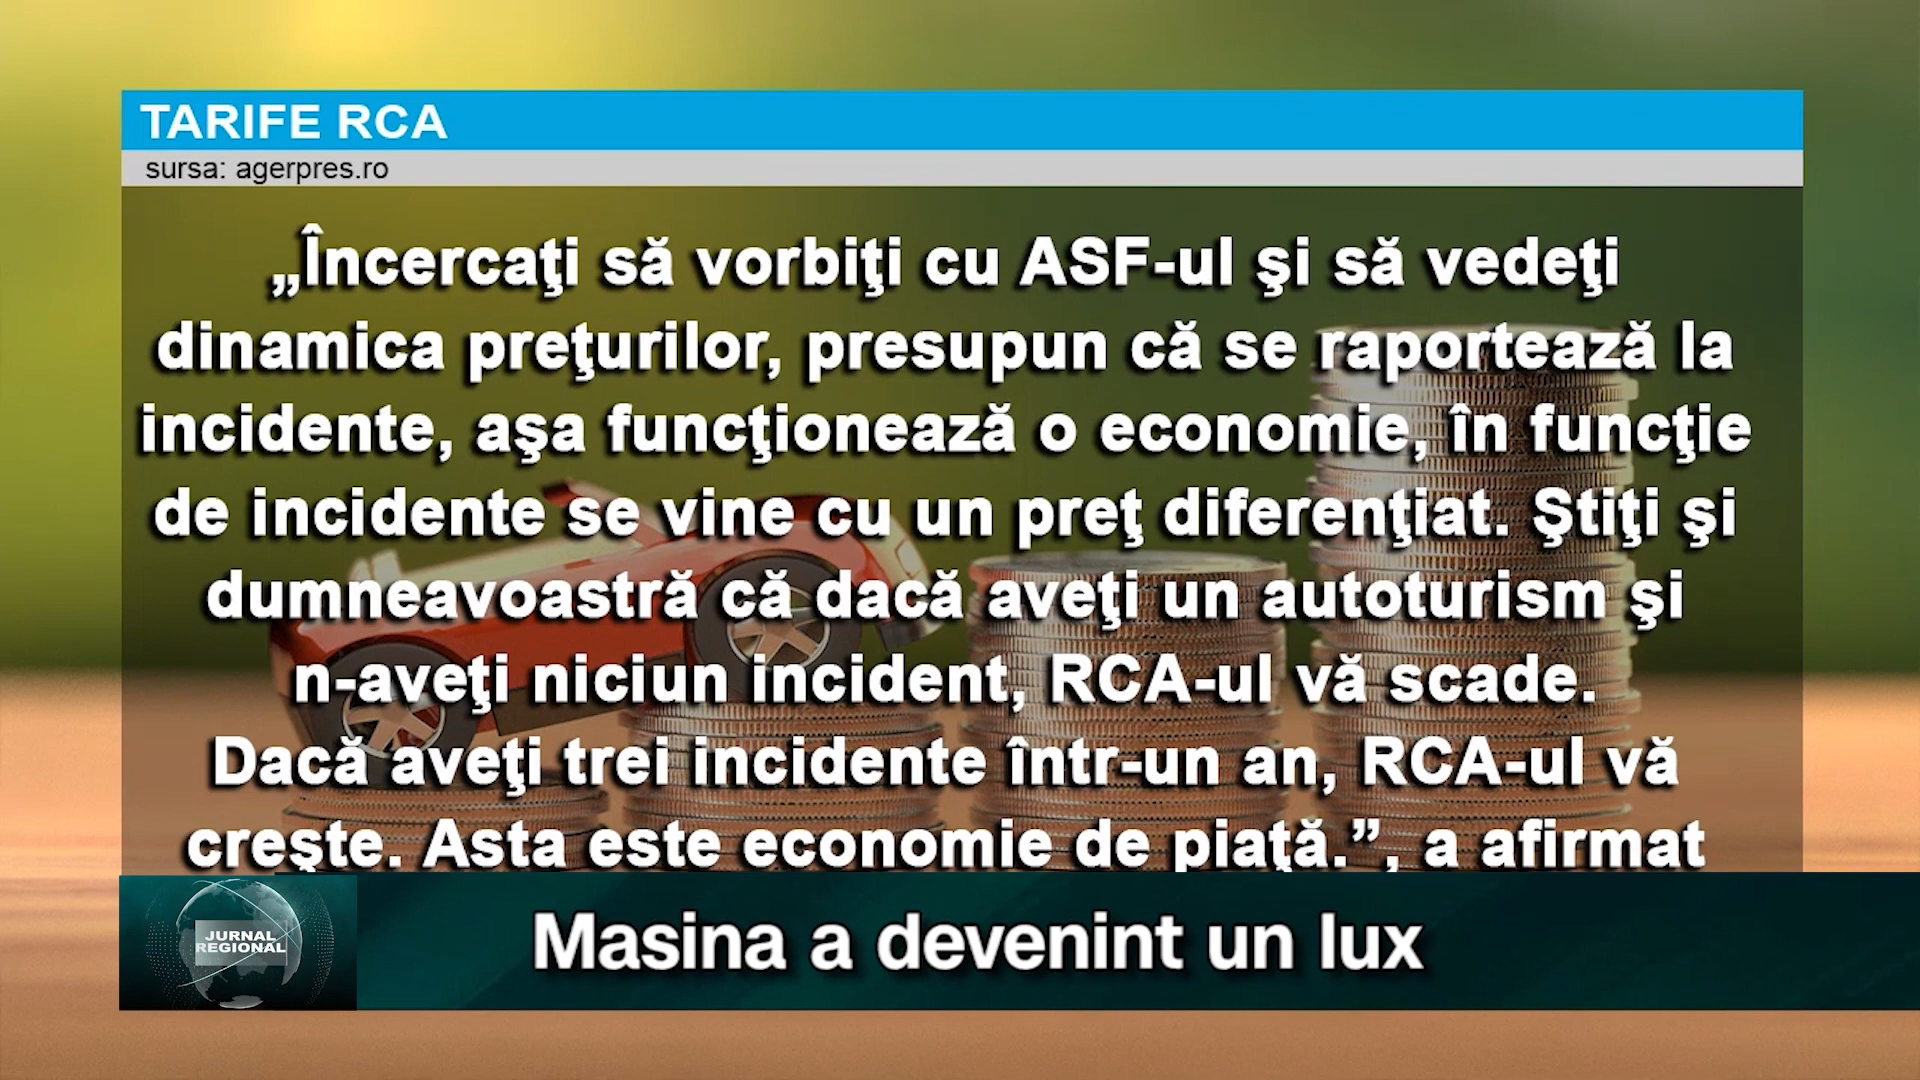 TARIFE RCA
sursa: agerpres.ro
„Încercaţi să vorbiţi cu ASF-ul şi să vedeţi
dinamica preţurilor, presupun că se raportează la
incidente, aşa funcţionează o economie, în funcţie
de incidente se vine cu un preţ diferenţiat. Ştiţi şi
dumneavoastră că dacă aveţi un autoturism şi
n-aveţi niciun incident, RCA-ul vă scade.
Dacă aveţi trei incidente într-un an, RCA-ul vă
creşte. Asta este economie de piaţă.”, a afirmat
JURNAL
REGIONAL
Masina a devenint un lux